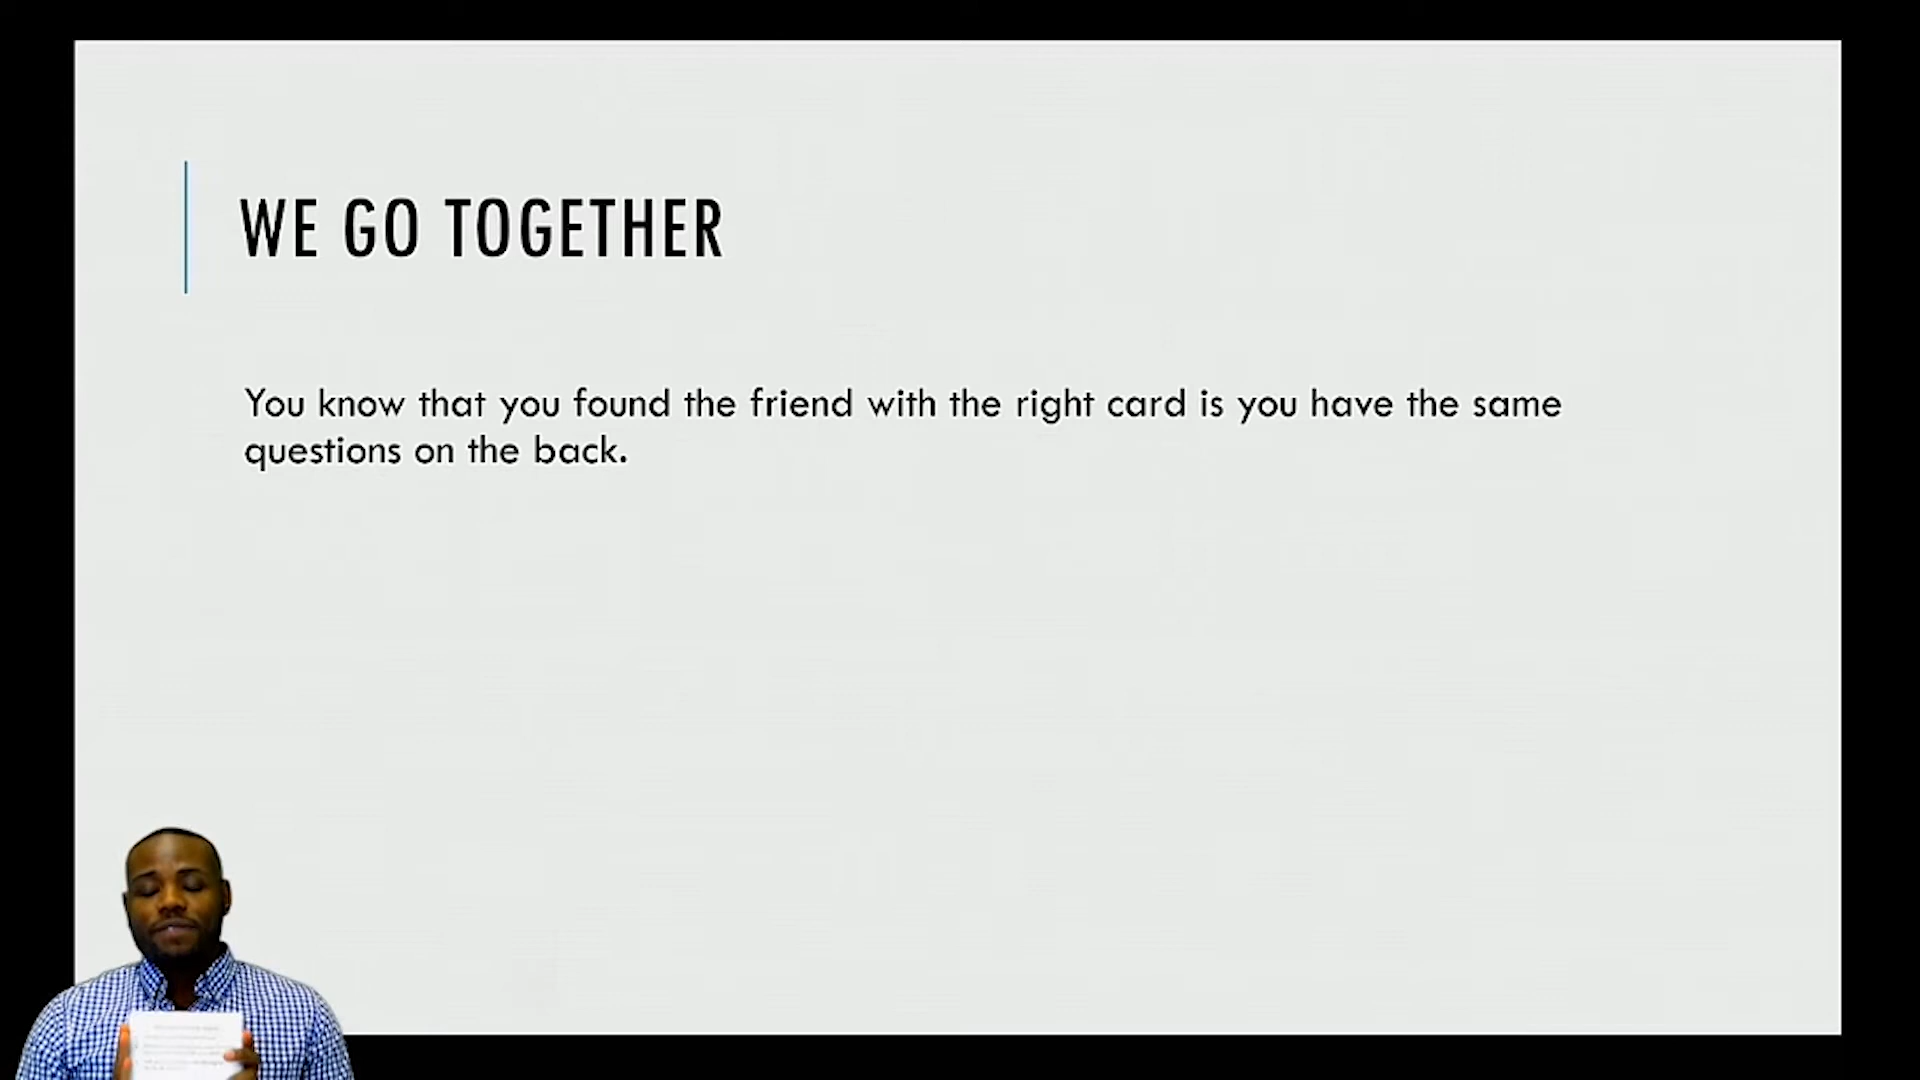 WE GO TOGETHER
You know that you found the friend with the right card is you have the same
questions on the back.